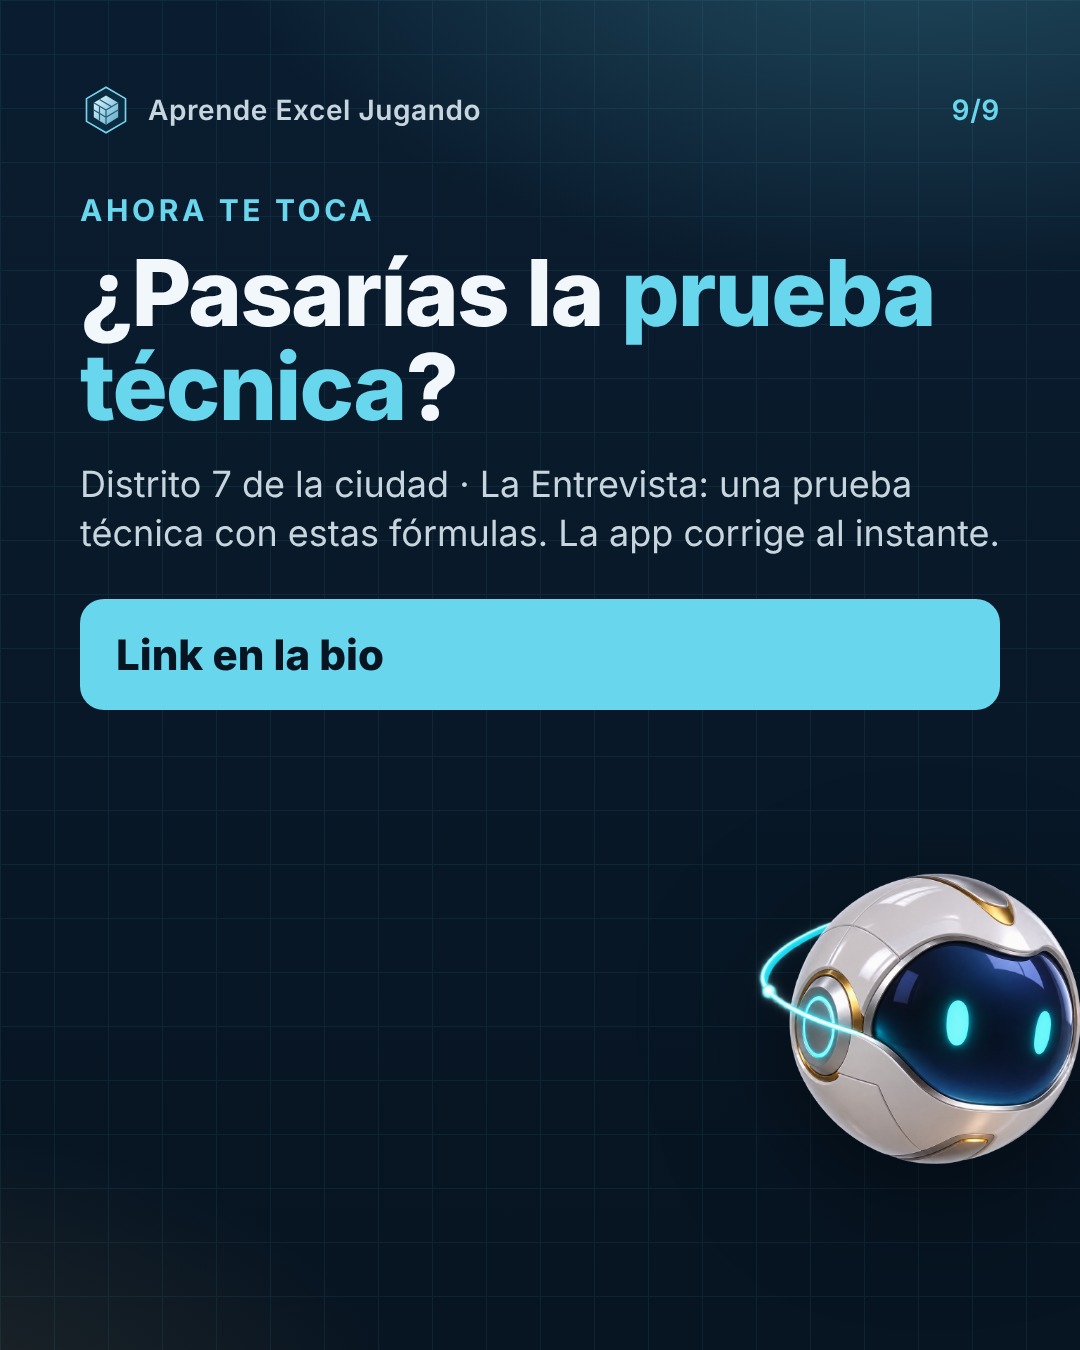 Aprende Excel Jugando
9/9
AHORA TE TOCA
¿Pasarías la prueba
técnica?
Distrito 7 de la ciudad · La Entrevista: una prueba
técnica con estas fórmulas. La app corrige al instante.
Link en la bio